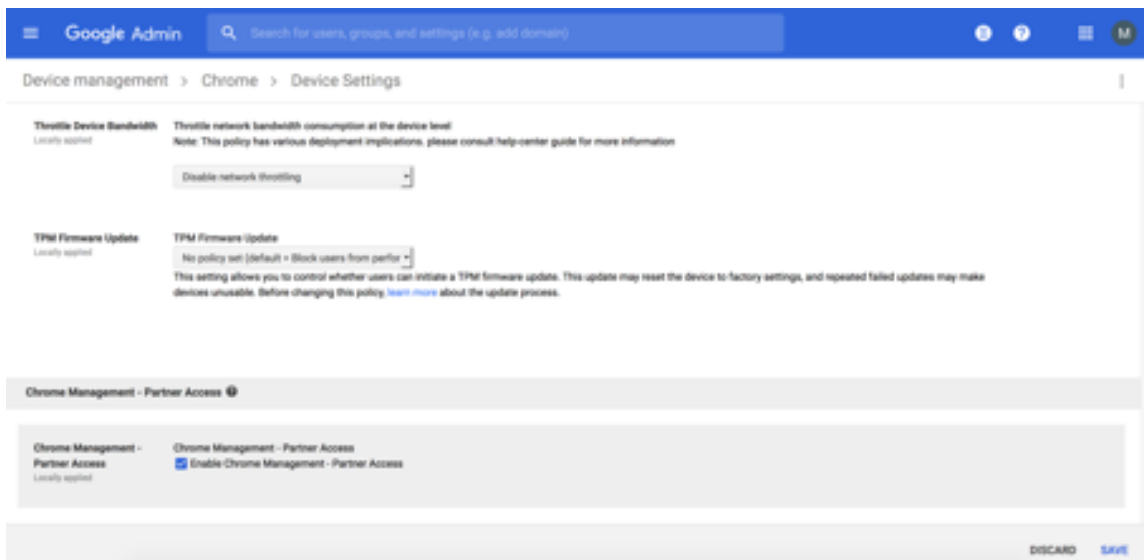 Google Admin
Search for users, groups, and settings (e.g. add domain)
M
Device management > Chrome > Device Settings
Throttle Device Bandwidth
Locally applied
Throttle network bandwidth consumption at the device level
Note: This policy has various deployment implications, please consult help-center guide for more information
Disable network throttling
TPM Firmware Update
Locally applied
TPM Firmware Update
No policy set (default = Block users from perfor
This setting allows you to control whether users can initiate a TPM firmware update. This update may reset the device to factory settings, and repeated failed updates may make
devices unusable. Before changing this policy, learn more about the update process.
Chrome Management - Partner Access
Chrome Management -
Partner Access
Locally applied
Chrome Management - Partner Access
Enable Chrome Management - Partner Access
DISCARD
SAVE